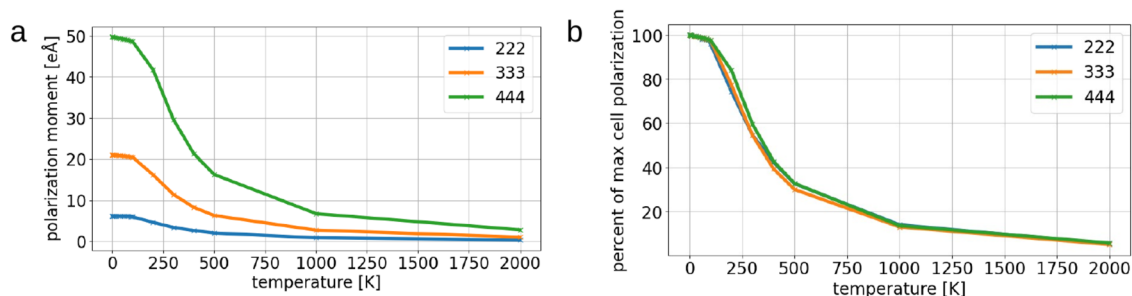 a
polarization moment [eÅ]
50
40
30
20
10
0
222
333
444
0 250 500 750 1000 1250 1500 1750 2000
temperature [K]
b
percent of max cell polarization
100
80
60
40
20
222
333
444
0 250 500 750 1000 1250 1500 1750 2000
temperature [K]